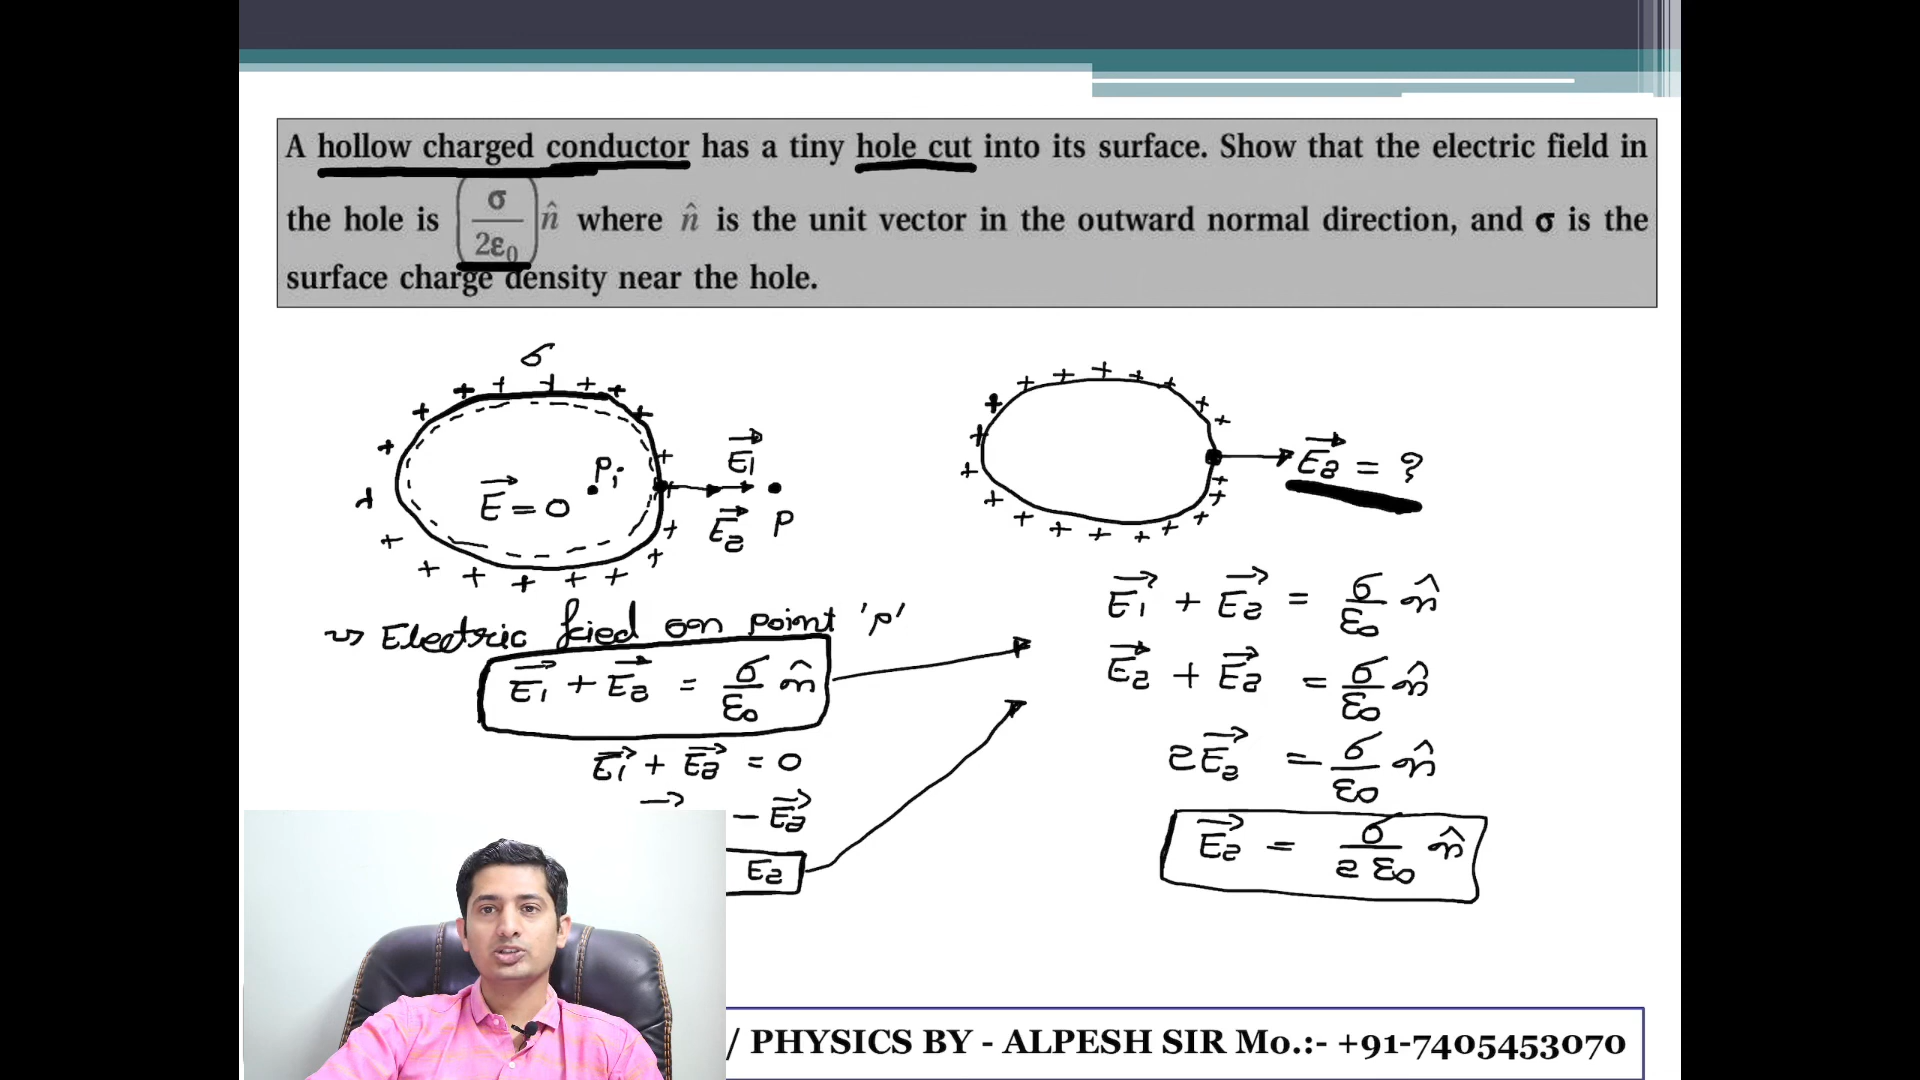 A hollow charged conductor has a tiny hole cut into its surface. Show that the electric field in
the hole is (σ/2ε₀) n̂ where n̂ is the unit vector in the outward normal direction, and σ is the
surface charge density near the hole.
σ
E⃗1
Pi
E⃗ = 0
E⃗2
P
E⃗2 = ?
Electric field on point 'p'
E⃗1 + E⃗2 = σ/ε₀ n̂
E⃗1 + E⃗2 = 0
- E⃗2
E2
E⃗1 + E⃗2 = σ/ε₀ n̂
E⃗2 + E⃗2 = σ/ε₀ n̂
2E⃗2 = σ/ε₀ n̂
E⃗2 = σ/2ε₀ n̂
/ PHYSICS BY - ALPESH SIR Mo.:- +91-7405453070